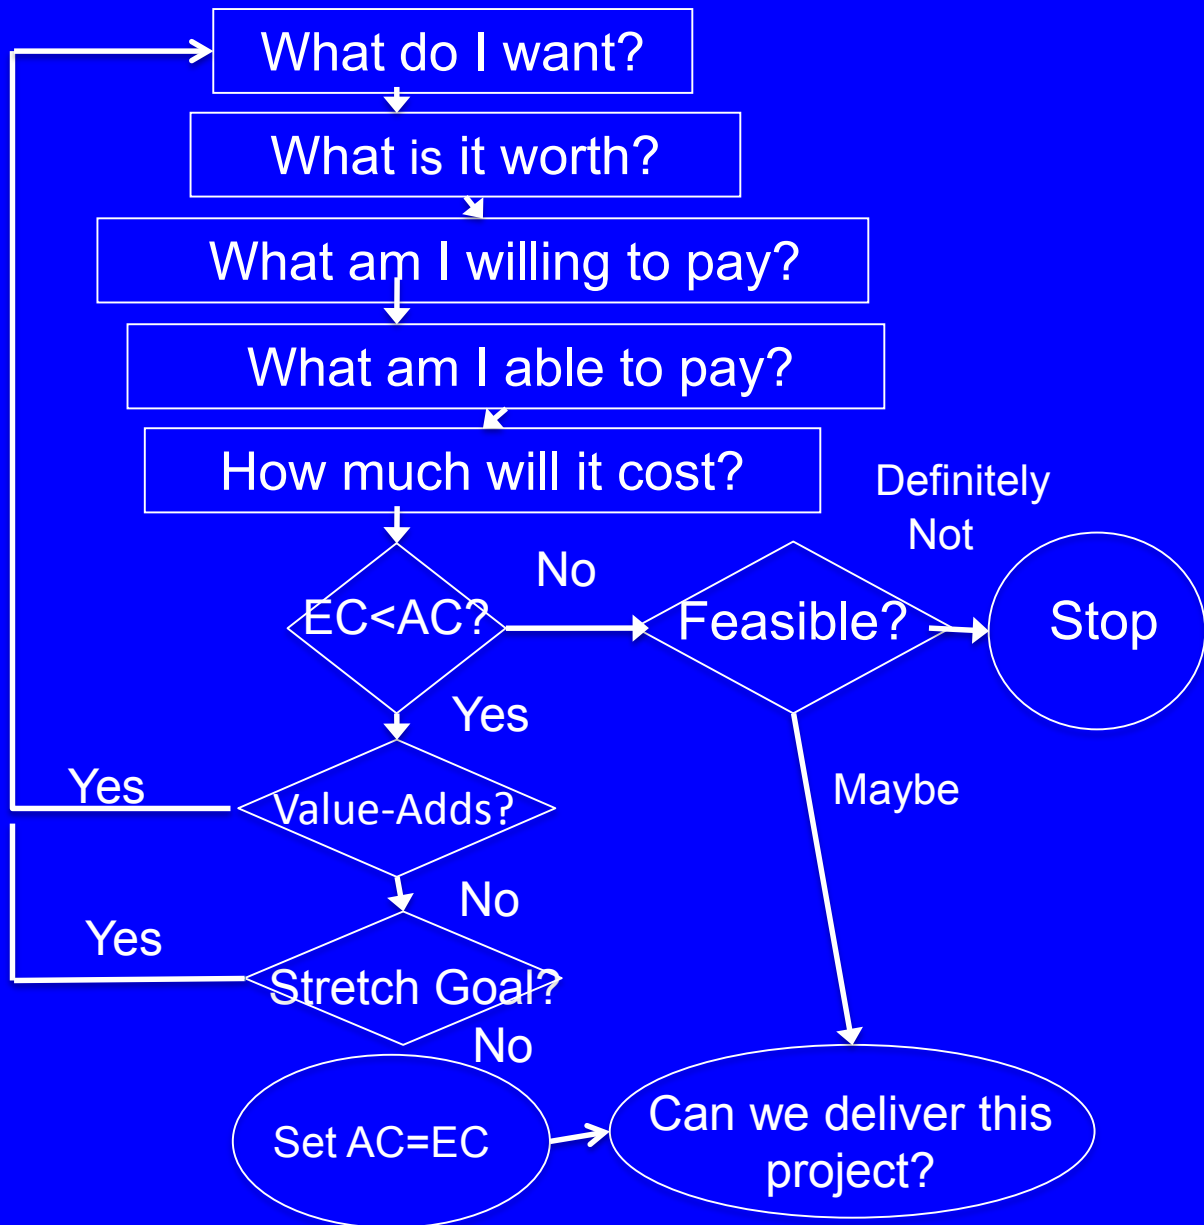 What do I want?
What is it worth?
What am I willing to pay?
What am I able to pay?
How much will it cost?
Definitely
Not
No
EC<AC?
Feasible?
Stop
Yes
Yes
Value-Adds?
Maybe
No
Yes
Stretch Goal?
No
Set AC=EC
Can we deliver this
project?